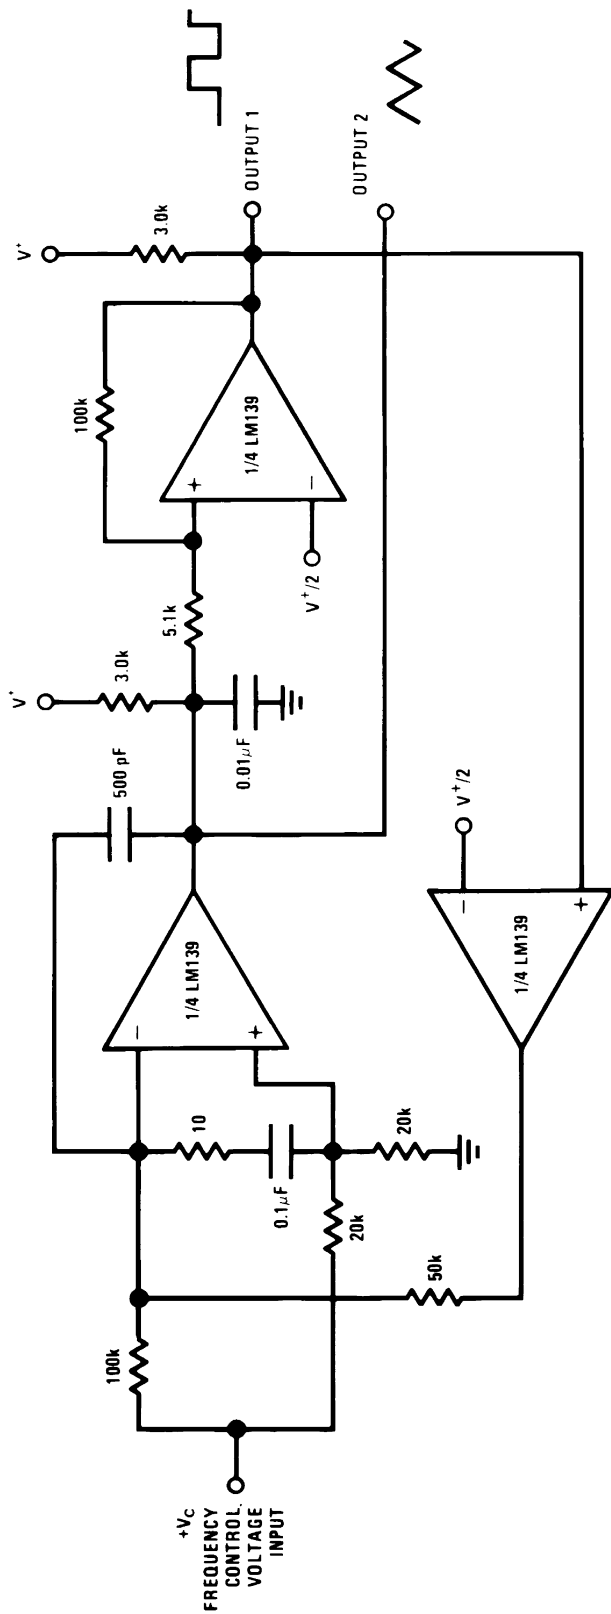 +VC
FREQUENCY
CONTROL.
VOLTAGE
INPUT
100k
50k
20k
10
0.1µF
20k
-
+
1/4 LM139
500 pF
V+
3.0k
0.01µF
5.1k
100k
+
-
V+/2
1/4 LM139
V+
3.0k
OUTPUT 1
OUTPUT 2
1/4 LM139
-
+
V+/2